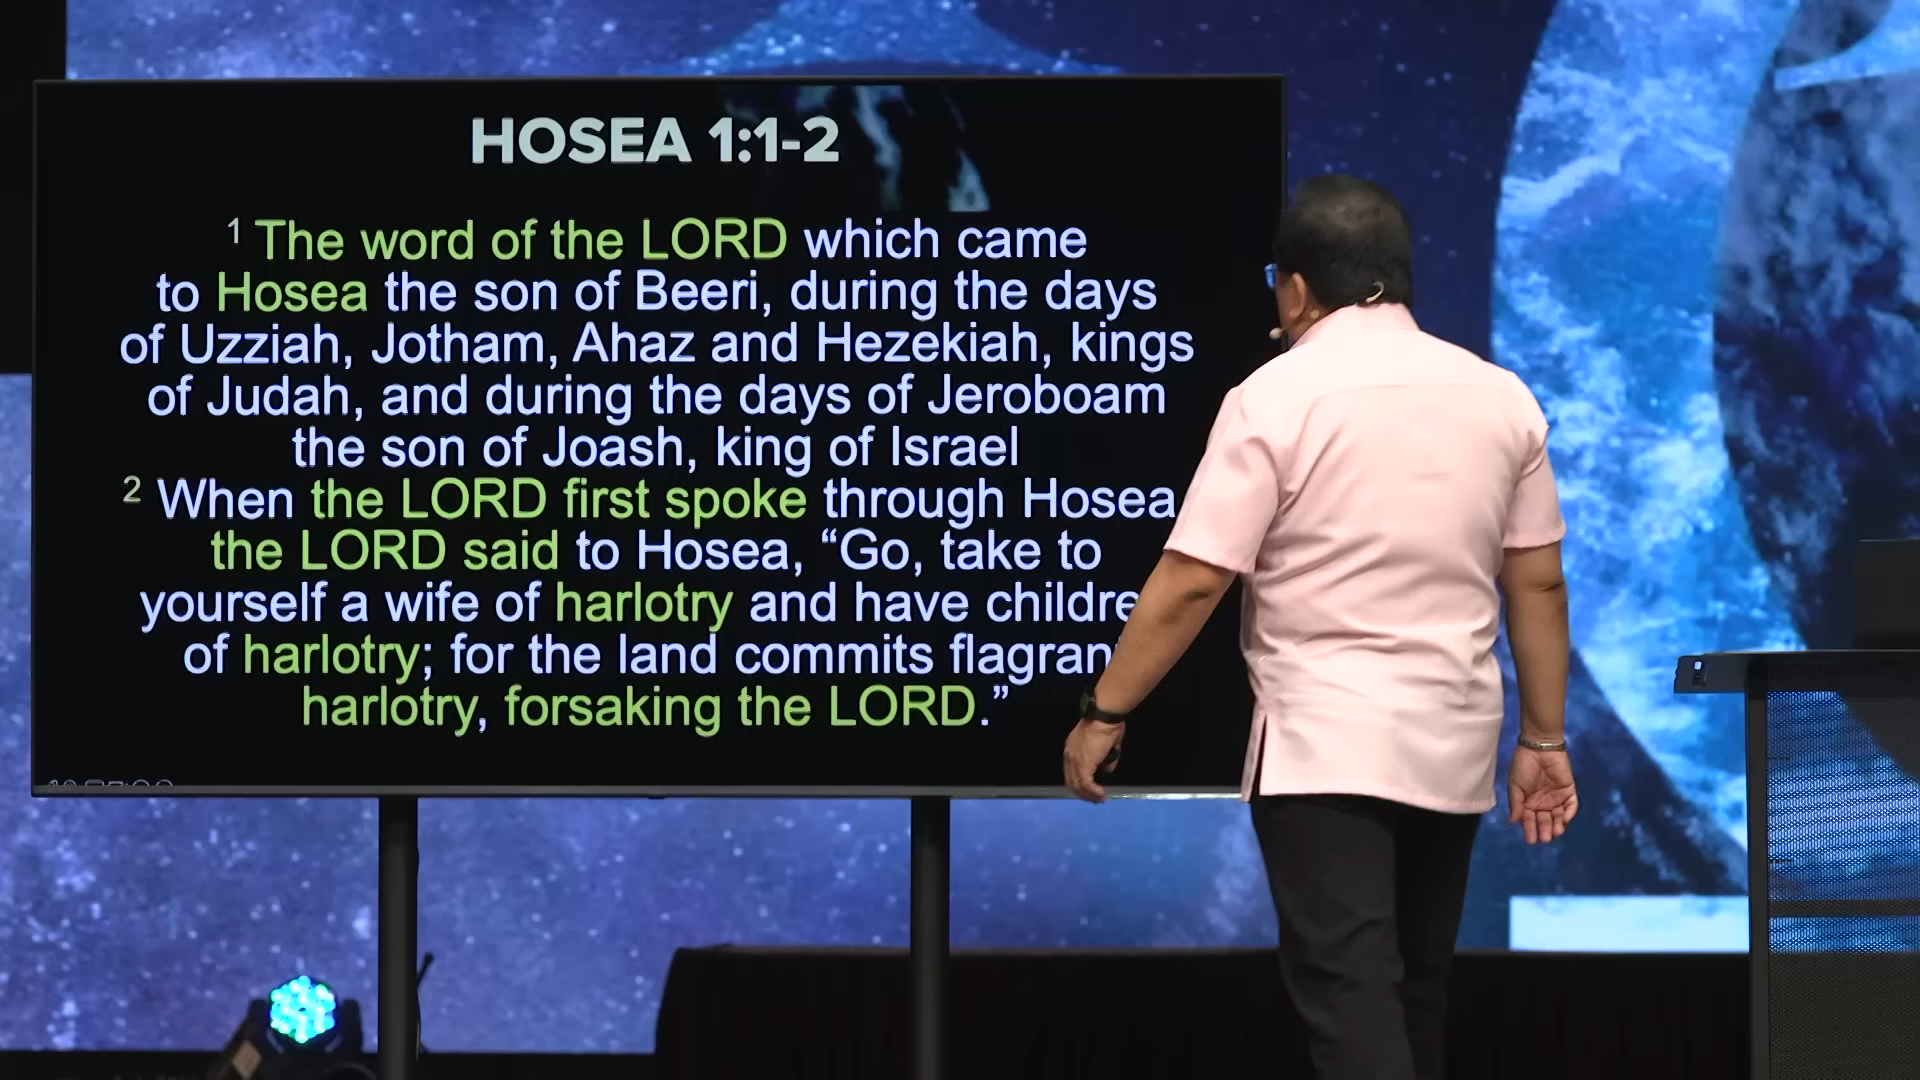 HOSEA 1:1-2
1 The word of the LORD which came
to Hosea the son of Beeri, during the days
of Uzziah, Jotham, Ahaz and Hezekiah, kings
of Judah, and during the days of Jeroboam
the son of Joash, king of Israel
2 When the LORD first spoke through Hosea
the LORD said to Hosea, “Go, take to
yourself a wife of harlotry and have childre
of harlotry; for the land commits flagran
harlotry, forsaking the LORD.”